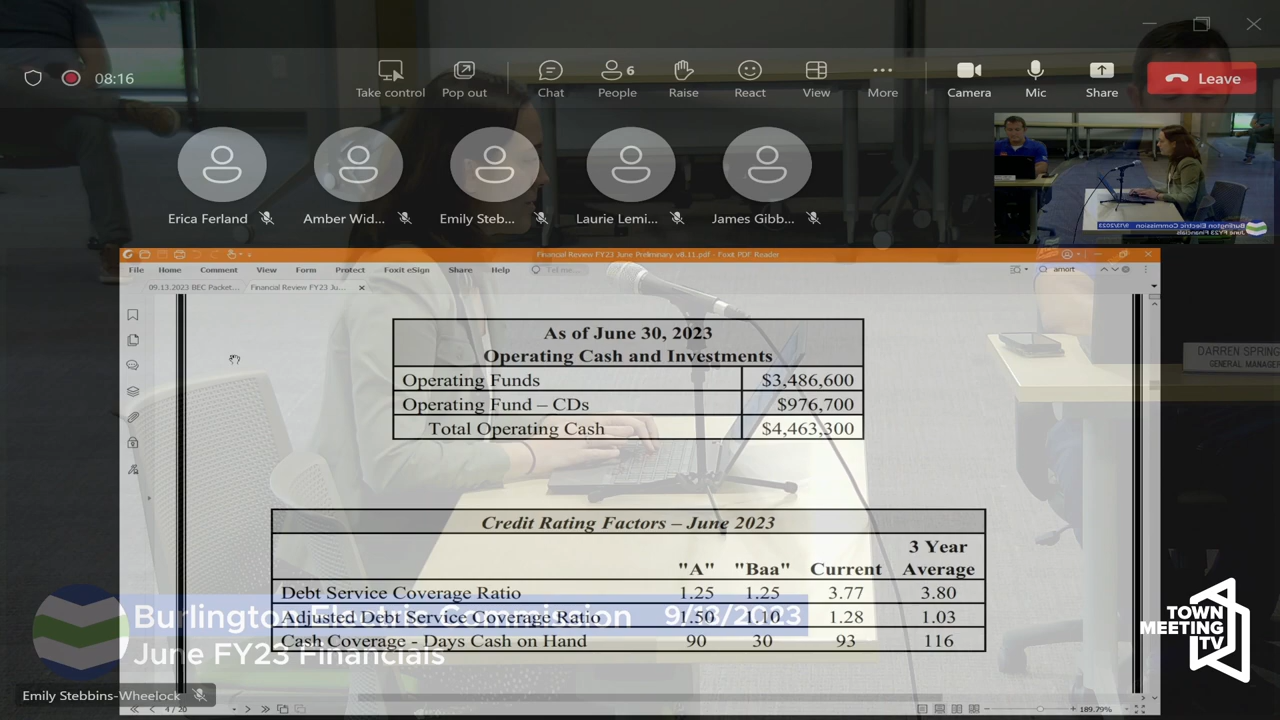 08:16
Take control Pop out Chat People 6 Raise React View More Camera Mic Share Leave
Erica Ferland Amber Wid... Emily Steb... Laurie Lemi... James Gibb...
Financial Review FY23 June Preliminary v8.11.pdf - Foxit PDF Reader
File Home Comment View Form Protect Foxit eSign Share Help Tell me... amort
09.13.2023 BEC Packet... Financial Review FY23 Ju...
As of June 30, 2023
Operating Cash and Investments
Operating Funds $3,486,600
Operating Fund – CDs $976,700
Total Operating Cash $4,463,300
DARREN SPRING
GENERAL MANAGER
Credit Rating Factors – June 2023
"A" "Baa" Current 3 Year Average
Debt Service Coverage Ratio 1.25 1.25 3.77 3.80
Adjusted Debt Service Coverage Ratio 1.50 1.10 1.28 1.03
Cash Coverage - Days Cash on Hand 90 30 93 116
Burlington Electric Commission 9/13/2023
June FY23 Financials
TOWN
MEETING
TV
Emily Stebbins-Wheelock
4 / 20 189.79%